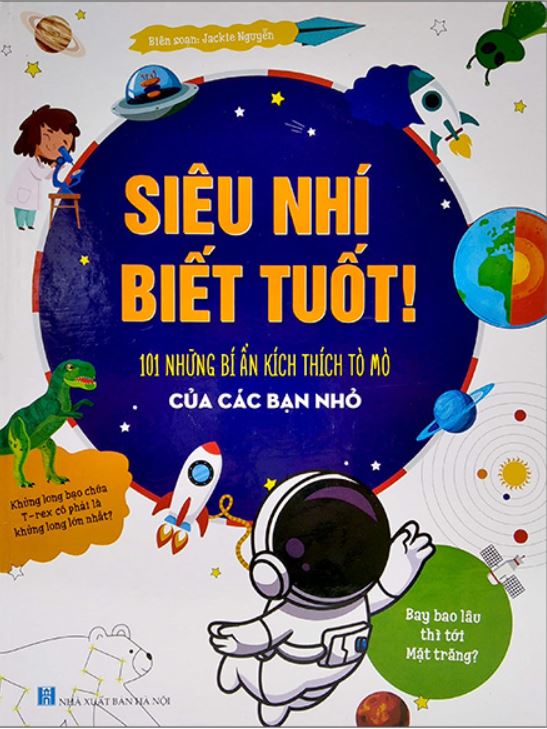 Biên soạn: Jackie Nguyễn
SIÊU NHÍ
BIẾT TUỐT!
101 NHỮNG BÍ ẨN KÍCH THÍCH TÒ MÒ
CỦA CÁC BẠN NHỎ
Khủng long bạo chúa
T-rex có phải là
khủng long lớn nhất?
Bay bao lâu
thì tới
Mặt trăng?
NHÀ XUẤT BẢN HÀ NỘI